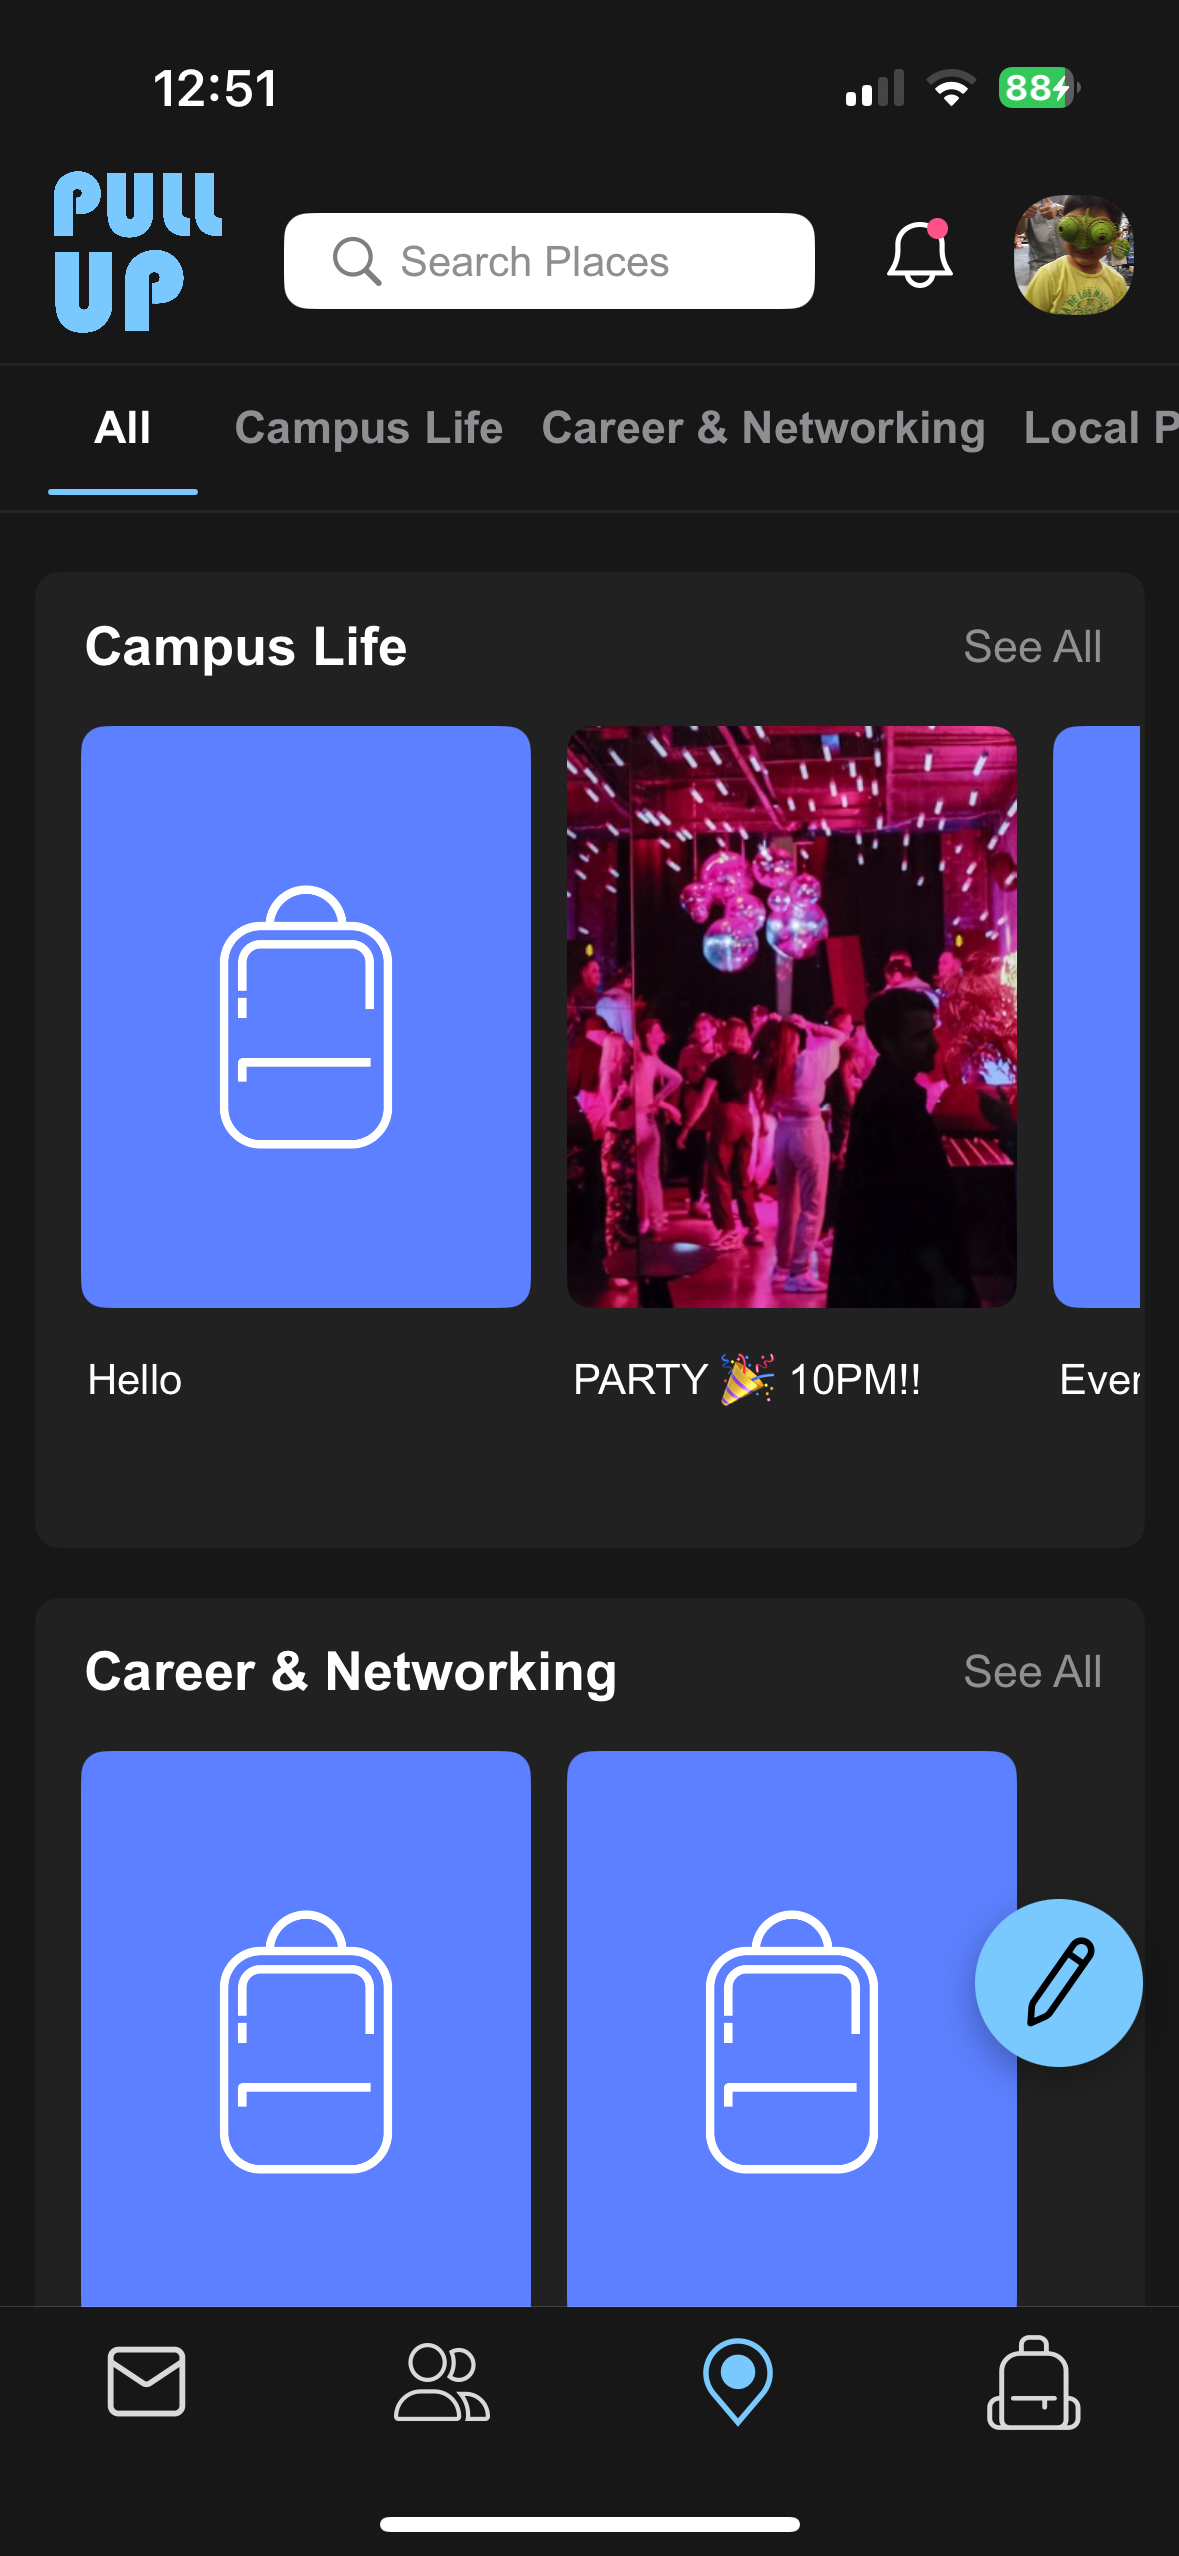 12:51
88
PULL
UP
Search Places
All
Campus Life
Career & Networking
Local P
Campus Life
See All
Hello
PARTY 🎉 10PM!!
Ever
Career & Networking
See All